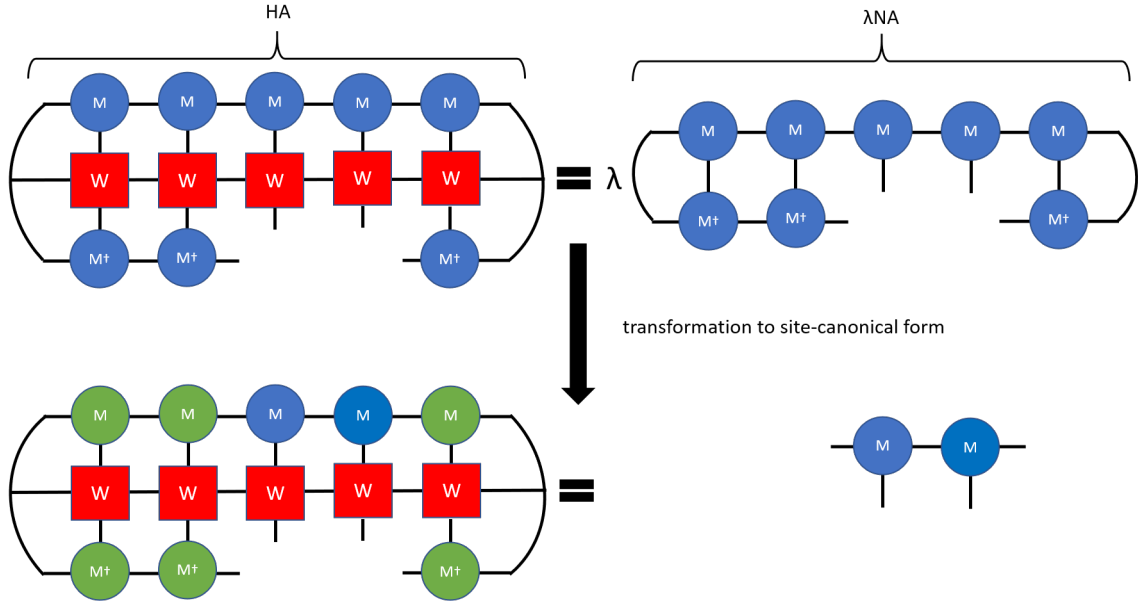 HA
λNA
M M M M M
M M M M M
W W W W W
= λ
M† M† M†
M† M† M†
transformation to site-canonical form
M M M M M
M M
W W W W W
=
M† M† M†